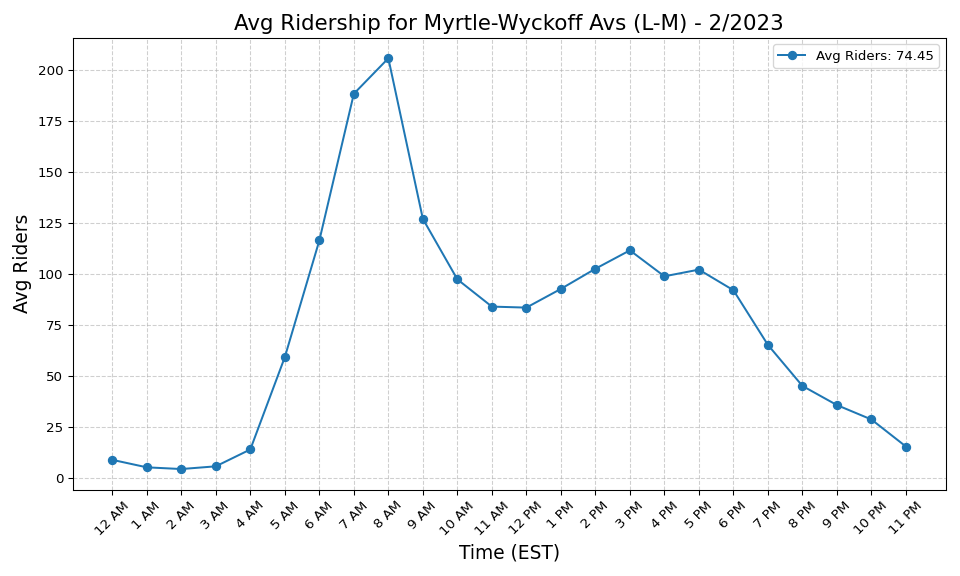 Avg Ridership for Myrtle-Wyckoff Avs (L-M) - 2/2023
Avg Riders: 74.45
Avg Riders
200
175
150
125
100
75
50
25
0
12 AM
1 AM
2 AM
3 AM
4 AM
5 AM
6 AM
7 AM
8 AM
9 AM
10 AM
11 AM
12 PM
1 PM
2 PM
3 PM
4 PM
5 PM
6 PM
7 PM
8 PM
9 PM
10 PM
11 PM
Time (EST)